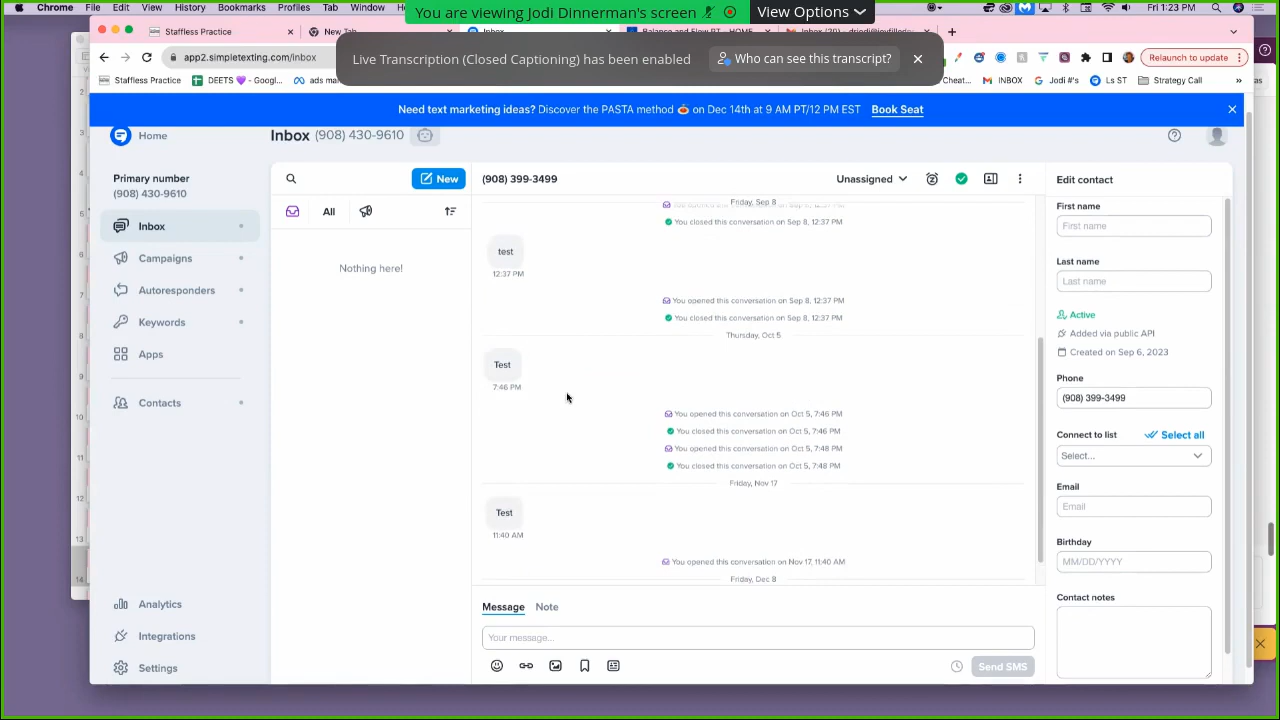 You are viewing Jodi Dinnerman's screen
View Options
Chrome File Edit View History Bookmarks Profiles Tab Window
Fri 1:23 PM
Staffless Practice
New Tab
Inbox
Balance and Flow PT - HOME
Live Transcription (Closed Captioning) has been enabled
Who can see this transcript?
app2.simpletexting.com/inbox
Relaunch to update
Staffless Practice
DEETS 💜 - Googl...
ads ma
Cheat...
INBOX
Jodi #'s
Ls ST
Strategy Call
Need text marketing ideas? Discover the PASTA method 🍝 on Dec 14th at 9 AM PT/12 PM EST Book Seat
Home
Inbox (908) 430-9610
Primary number
(908) 430-9610
Inbox
Campaigns
Autoresponders
Keywords
Apps
Contacts
Analytics
Integrations
Settings
New
All
Nothing here!
(908) 399-3499
Unassigned
Friday, Sep 8
You closed this conversation on Sep 8, 12:37 PM
test
12:37 PM
You opened this conversation on Sep 8, 12:37 PM
You closed this conversation on Sep 8, 12:37 PM
Thursday, Oct 5
Test
7:46 PM
You opened this conversation on Oct 5, 7:46 PM
You closed this conversation on Oct 5, 7:46 PM
You opened this conversation on Oct 5, 7:48 PM
You closed this conversation on Oct 5, 7:48 PM
Friday, Nov 17
Test
11:40 AM
You opened this conversation on Nov 17, 11:40 AM
Friday, Dec 8
Message
Note
Your message...
Send SMS
Edit contact
First name
First name
Last name
Last name
Active
Added via public API
Created on Sep 6, 2023
Phone
(908) 399-3499
Connect to list
Select all
Select...
Email
Email
Birthday
MM/DD/YYYY
Contact notes